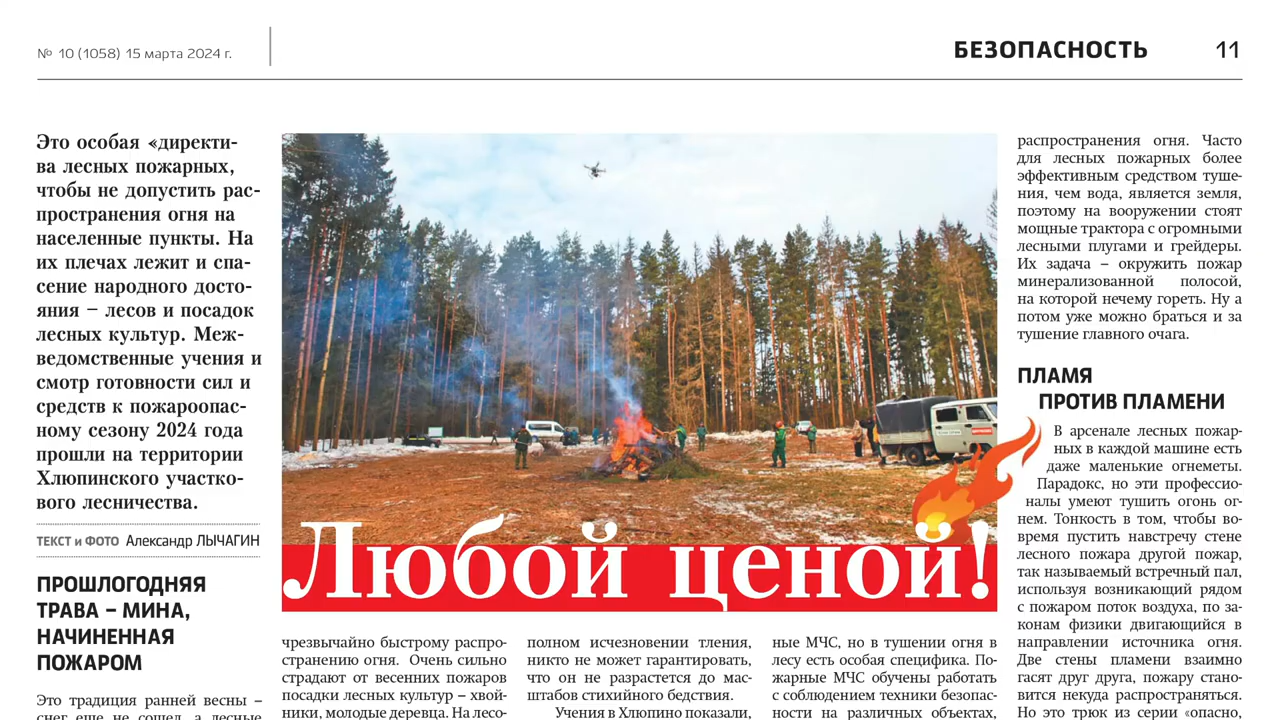 № 10 (1058) 15 марта 2024 г.
БЕЗОПАСНОСТЬ 11
Это особая «директи-
ва лесных пожарных,
чтобы не допустить рас-
пространения огня на
населенные пункты. На
их плечах лежит и спа-
сение народного досто-
яния – лесов и посадок
лесных культур. Меж-
ведомственные учения и
смотр готовности сил и
средств к пожароопас-
ному сезону 2024 года
прошли на территории
Хлюпинского участко-
вого лесничества.
ТЕКСТ и ФОТО Александр ЛЫЧАГИН
ПРОШЛОГОДНЯЯ
ТРАВА – МИНА,
НАЧИНЕННАЯ
ПОЖАРОМ
Это традиция ранней весны –
снег еще не сошел, а лесные
Любой ценой!
чрезвычайно быстрому распро-
странению огня. Очень сильно
страдают от весенних пожаров
посадки лесных культур – хвой-
ники, молодые деревца. На лесо-
полном исчезновении тления,
никто не может гарантировать,
что он не разрастется до мас-
штабов стихийного бедствия.
Учения в Хлюпино показали,
ные МЧС, но в тушении огня в
лесу есть особая специфика. По-
жарные МЧС обучены работать
с соблюдением техники безопас-
ности на различных объектах,
распространения огня. Часто
для лесных пожарных более
эффективным средством туше-
ния, чем вода, является земля,
поэтому на вооружении стоят
мощные трактора с огромными
лесными плугами и грейдеры.
Их задача – окружить пожар
минерализованной полосой,
на которой нечему гореть. Ну а
потом уже можно браться и за
тушение главного очага.
ПЛАМЯ
ПРОТИВ ПЛАМЕНИ
В арсенале лесных пожар-
ных в каждой машине есть
даже маленькие огнеметы.
Парадокс, но эти профессио-
налы умеют тушить огонь ог-
нем. Тонкость в том, чтобы во-
время пустить навстречу стене
лесного пожара другой пожар,
так называемый встречный пал,
используя возникающий рядом
с пожаром поток воздуха, по за-
конам физики двигающийся в
направлении источника огня.
Две стены пламени взаимно
гасят друг друга, пожару стано-
вится некуда распространяться.
Но это трюк из серии «опасно,